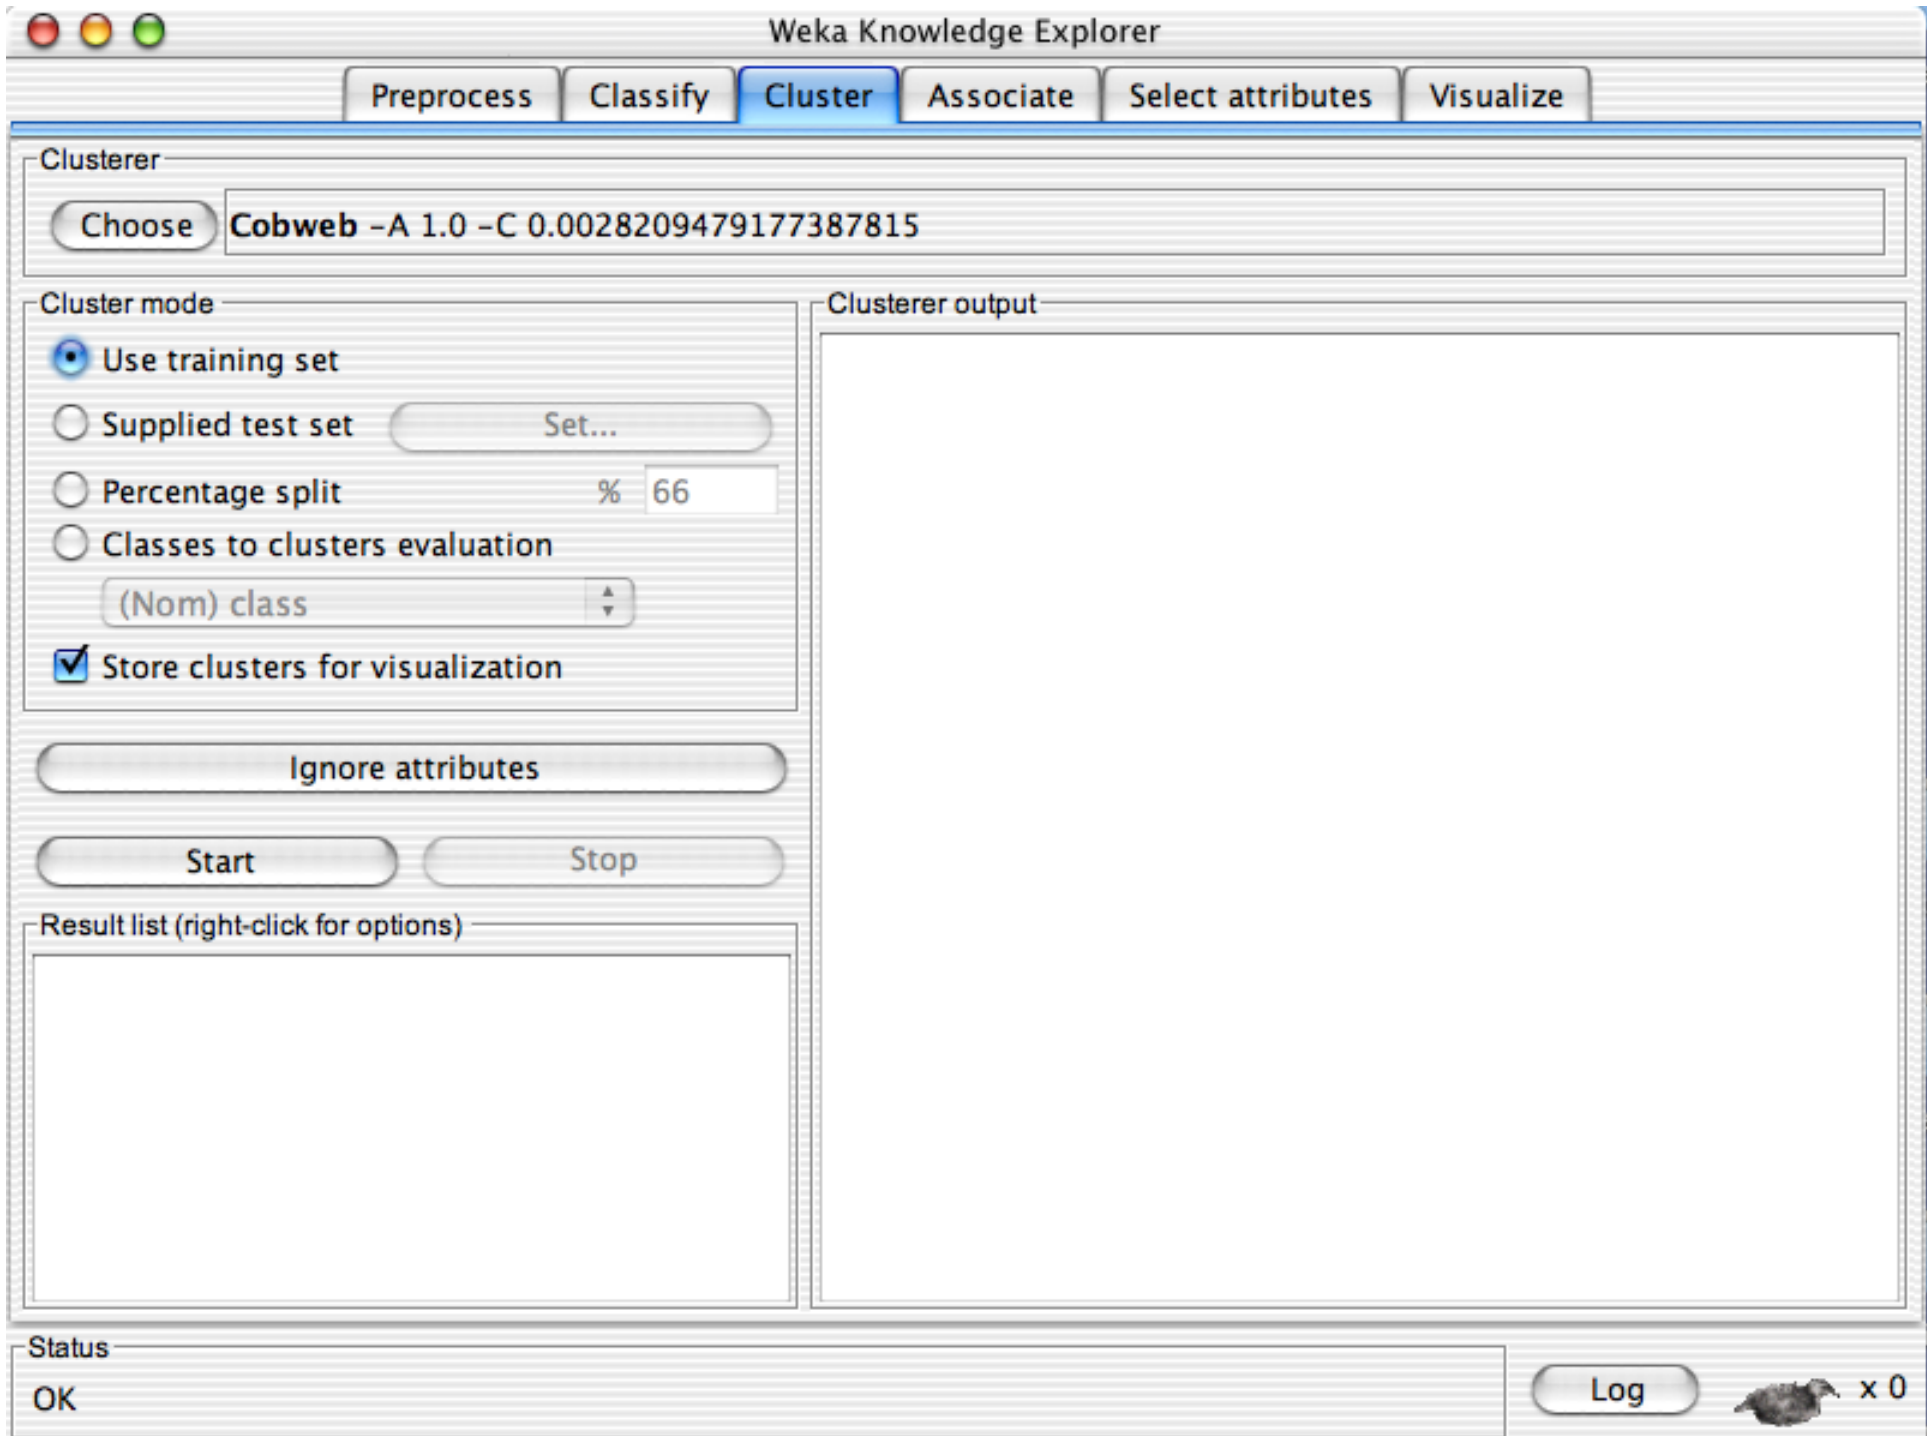 Weka Knowledge Explorer
Preprocess Classify Cluster Associate Select attributes Visualize
Clusterer
Choose Cobweb -A 1.0 -C 0.0028209479177387815
Cluster mode
Use training set
Supplied test set Set...
Percentage split % 66
Classes to clusters evaluation
(Nom) class
Store clusters for visualization
Ignore attributes
Start Stop
Result list (right-click for options)
Clusterer output
Status
OK
Log x 0